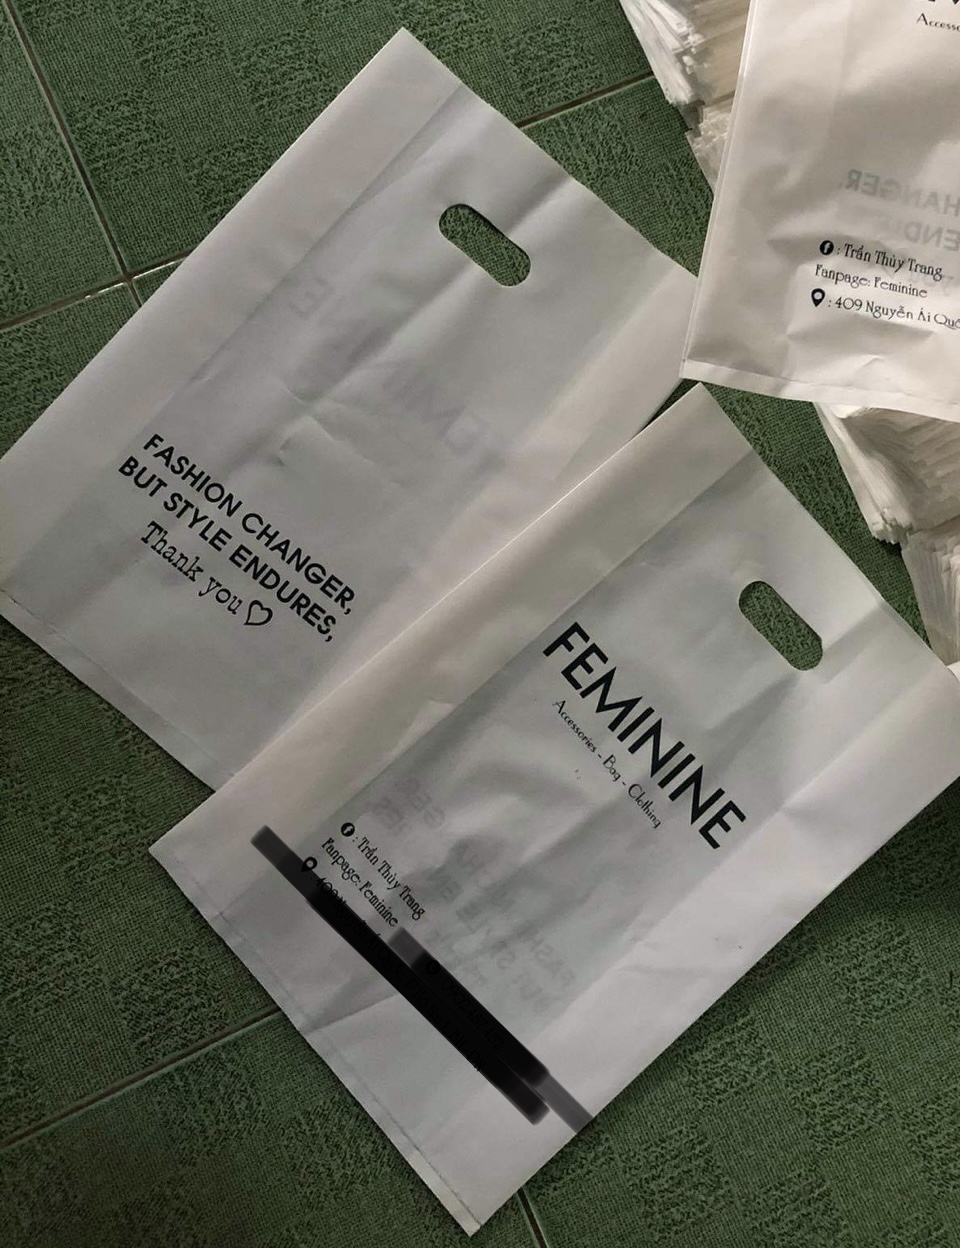 FASHION CHANGER,
BUT STYLE ENDURES,
Thank you
FEMININE
Accessories - Bag - Clothing
: Trần Thùy Trang
Fanpage: Feminine
: Trần Thùy Trang
Fanpage: Feminine
: 409 Nguyễn Ái